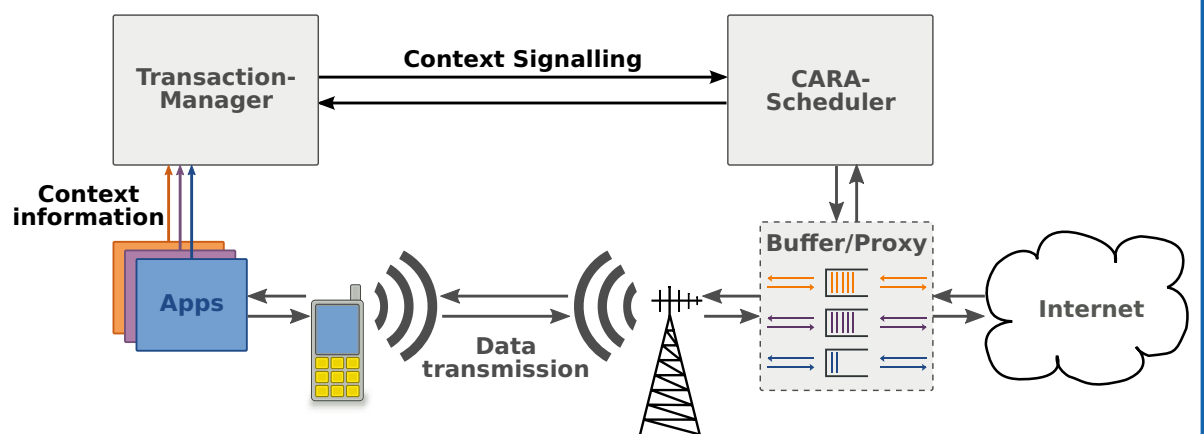 Transaction-
Manager
Context Signalling
CARA-
Scheduler
Context
information
Buffer/Proxy
Apps
Internet
Data
transmission